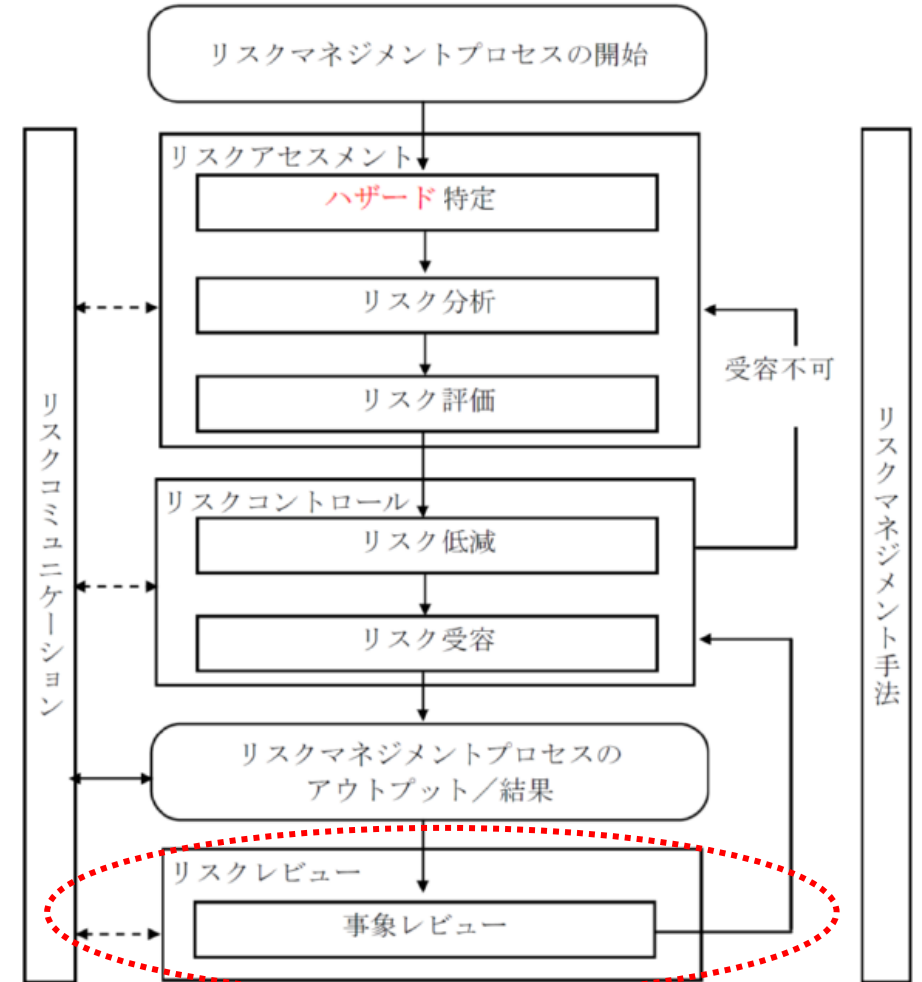 リスクマネジメントプロセスの開始
リスクアセスメント
ハザード 特定
リスク分析
リスク評価
受容不可
リスクコントロール
リスク低減
リスク受容
リスクマネジメントプロセスの
アウトプット／結果
リスクレビュー
事象レビュー
リスクコミュニケーション
リスクマネジメント手法